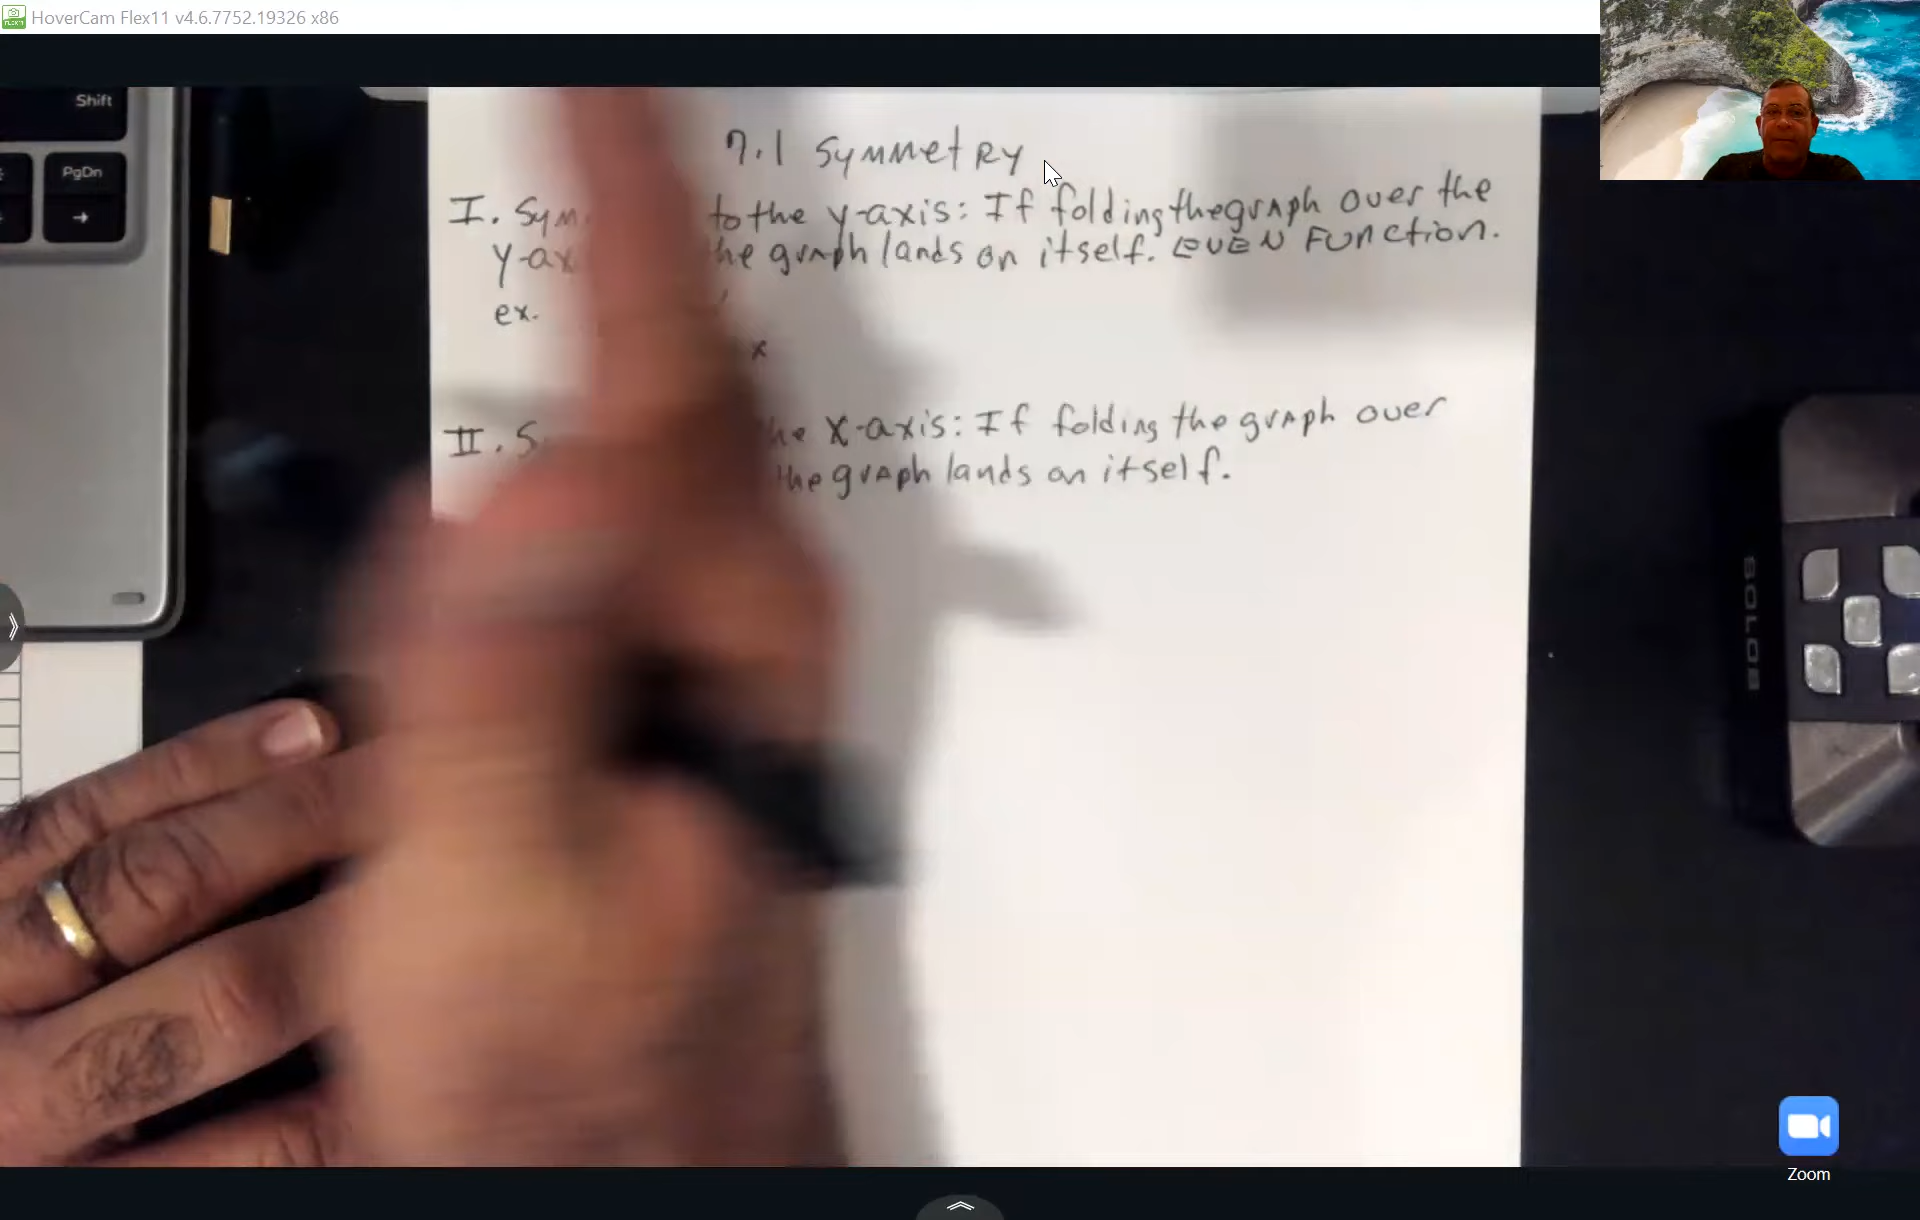 HoverCam Flex11 v4.6.7752.19326 x86
Shift
PgDn
7.1 Symmetry
I. Sym to the y-axis: If folding the graph over the
y-ax the graph lands on itself. EVEN Function.
ex.
x
II. S the X-axis: If folding the graph over
the graph lands on itself.
Zoom